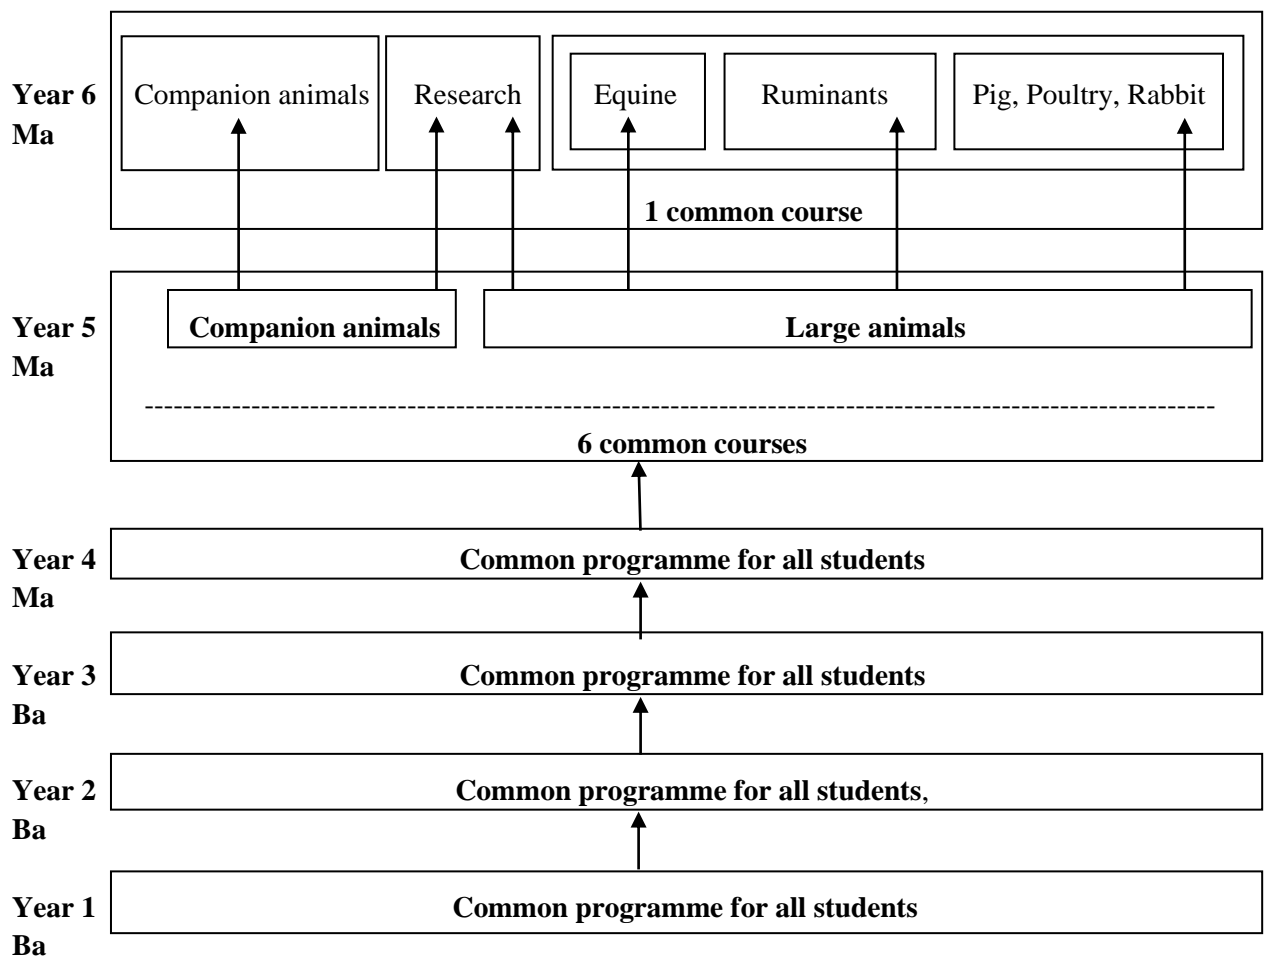 Year 6 Companion animals Research Equine Ruminants Pig, Poultry, Rabbit
Ma
1 common course
Year 5 Companion animals Large animals
Ma
--------------------------------------------------------------------------------------------------------------
6 common courses
Year 4 Common programme for all students
Ma
Year 3 Common programme for all students
Ba
Year 2 Common programme for all students,
Ba
Year 1 Common programme for all students
Ba